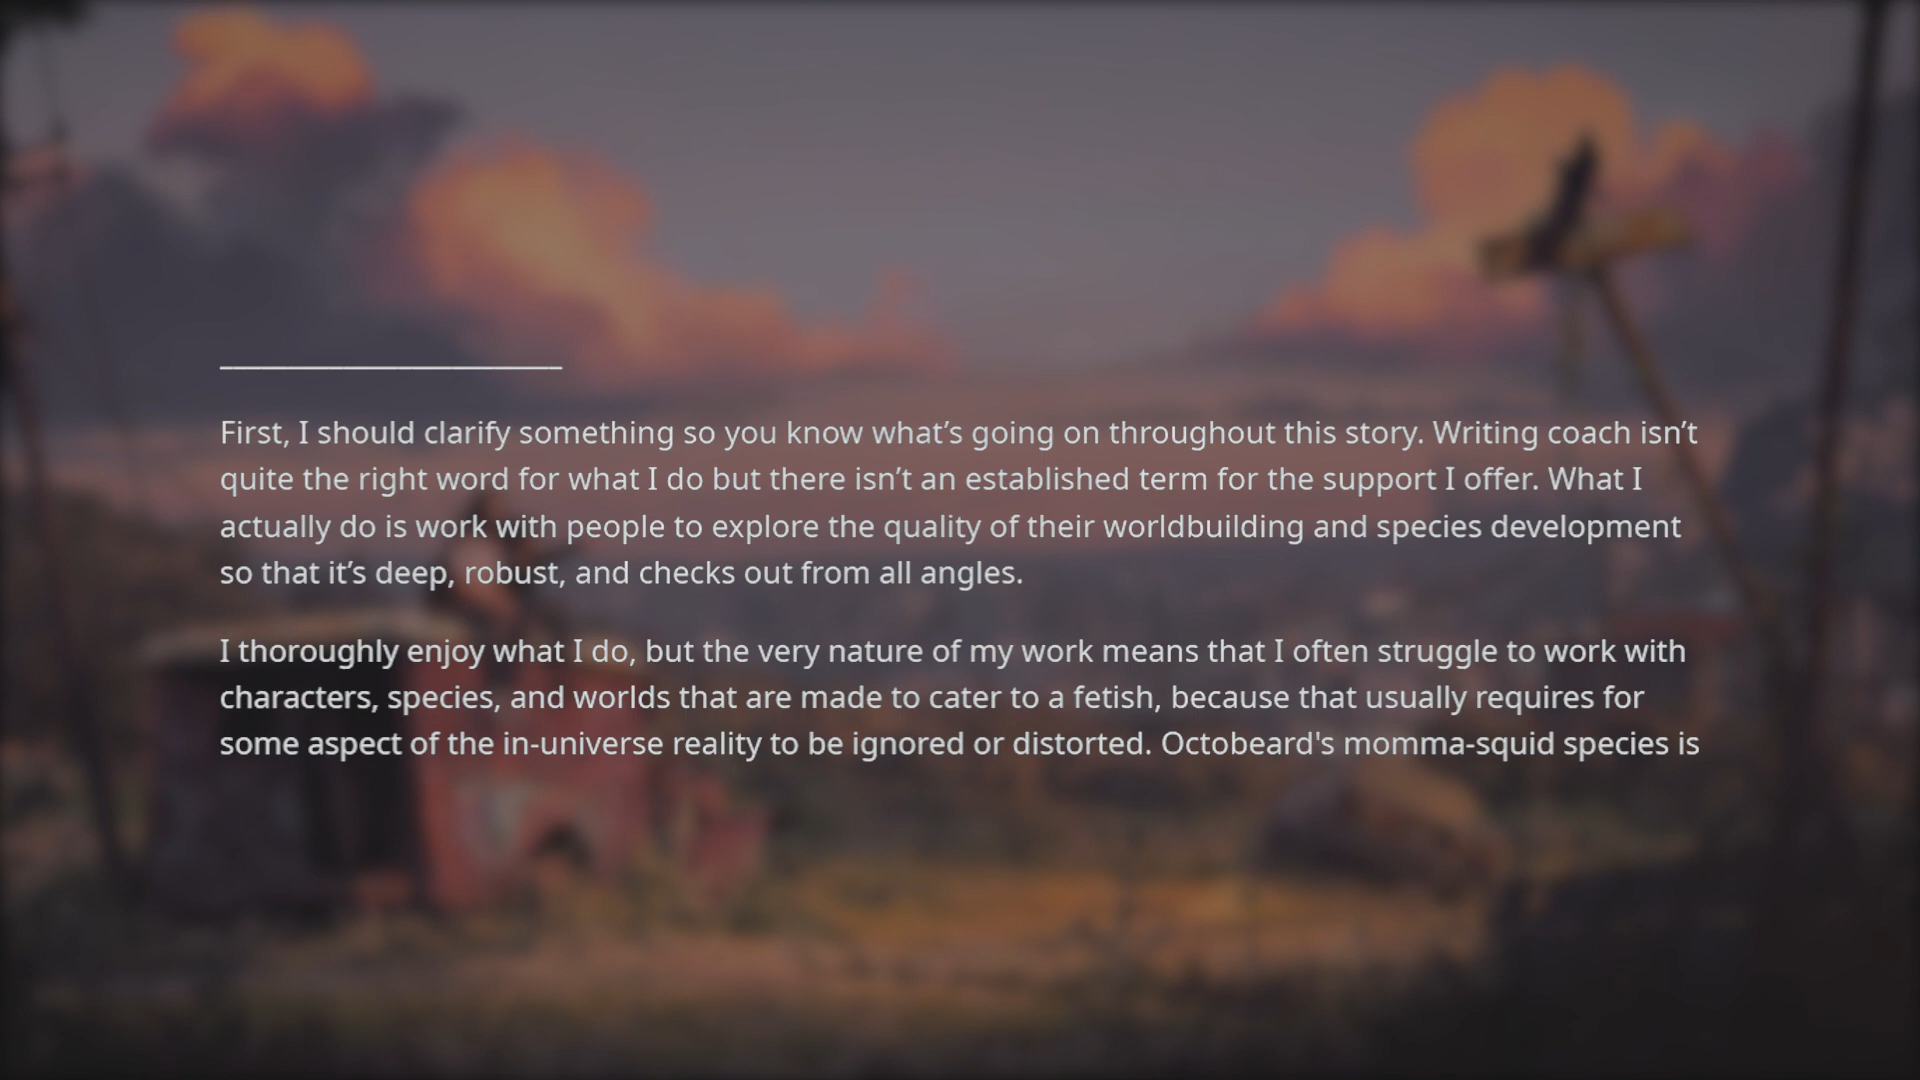 First, I should clarify something so you know what’s going on throughout this story. Writing coach isn’t
quite the right word for what I do but there isn’t an established term for the support I offer. What I
actually do is work with people to explore the quality of their worldbuilding and species development
so that it’s deep, robust, and checks out from all angles.
I thoroughly enjoy what I do, but the very nature of my work means that I often struggle to work with
characters, species, and worlds that are made to cater to a fetish, because that usually requires for
some aspect of the in-universe reality to be ignored or distorted. Octobeard's momma-squid species is